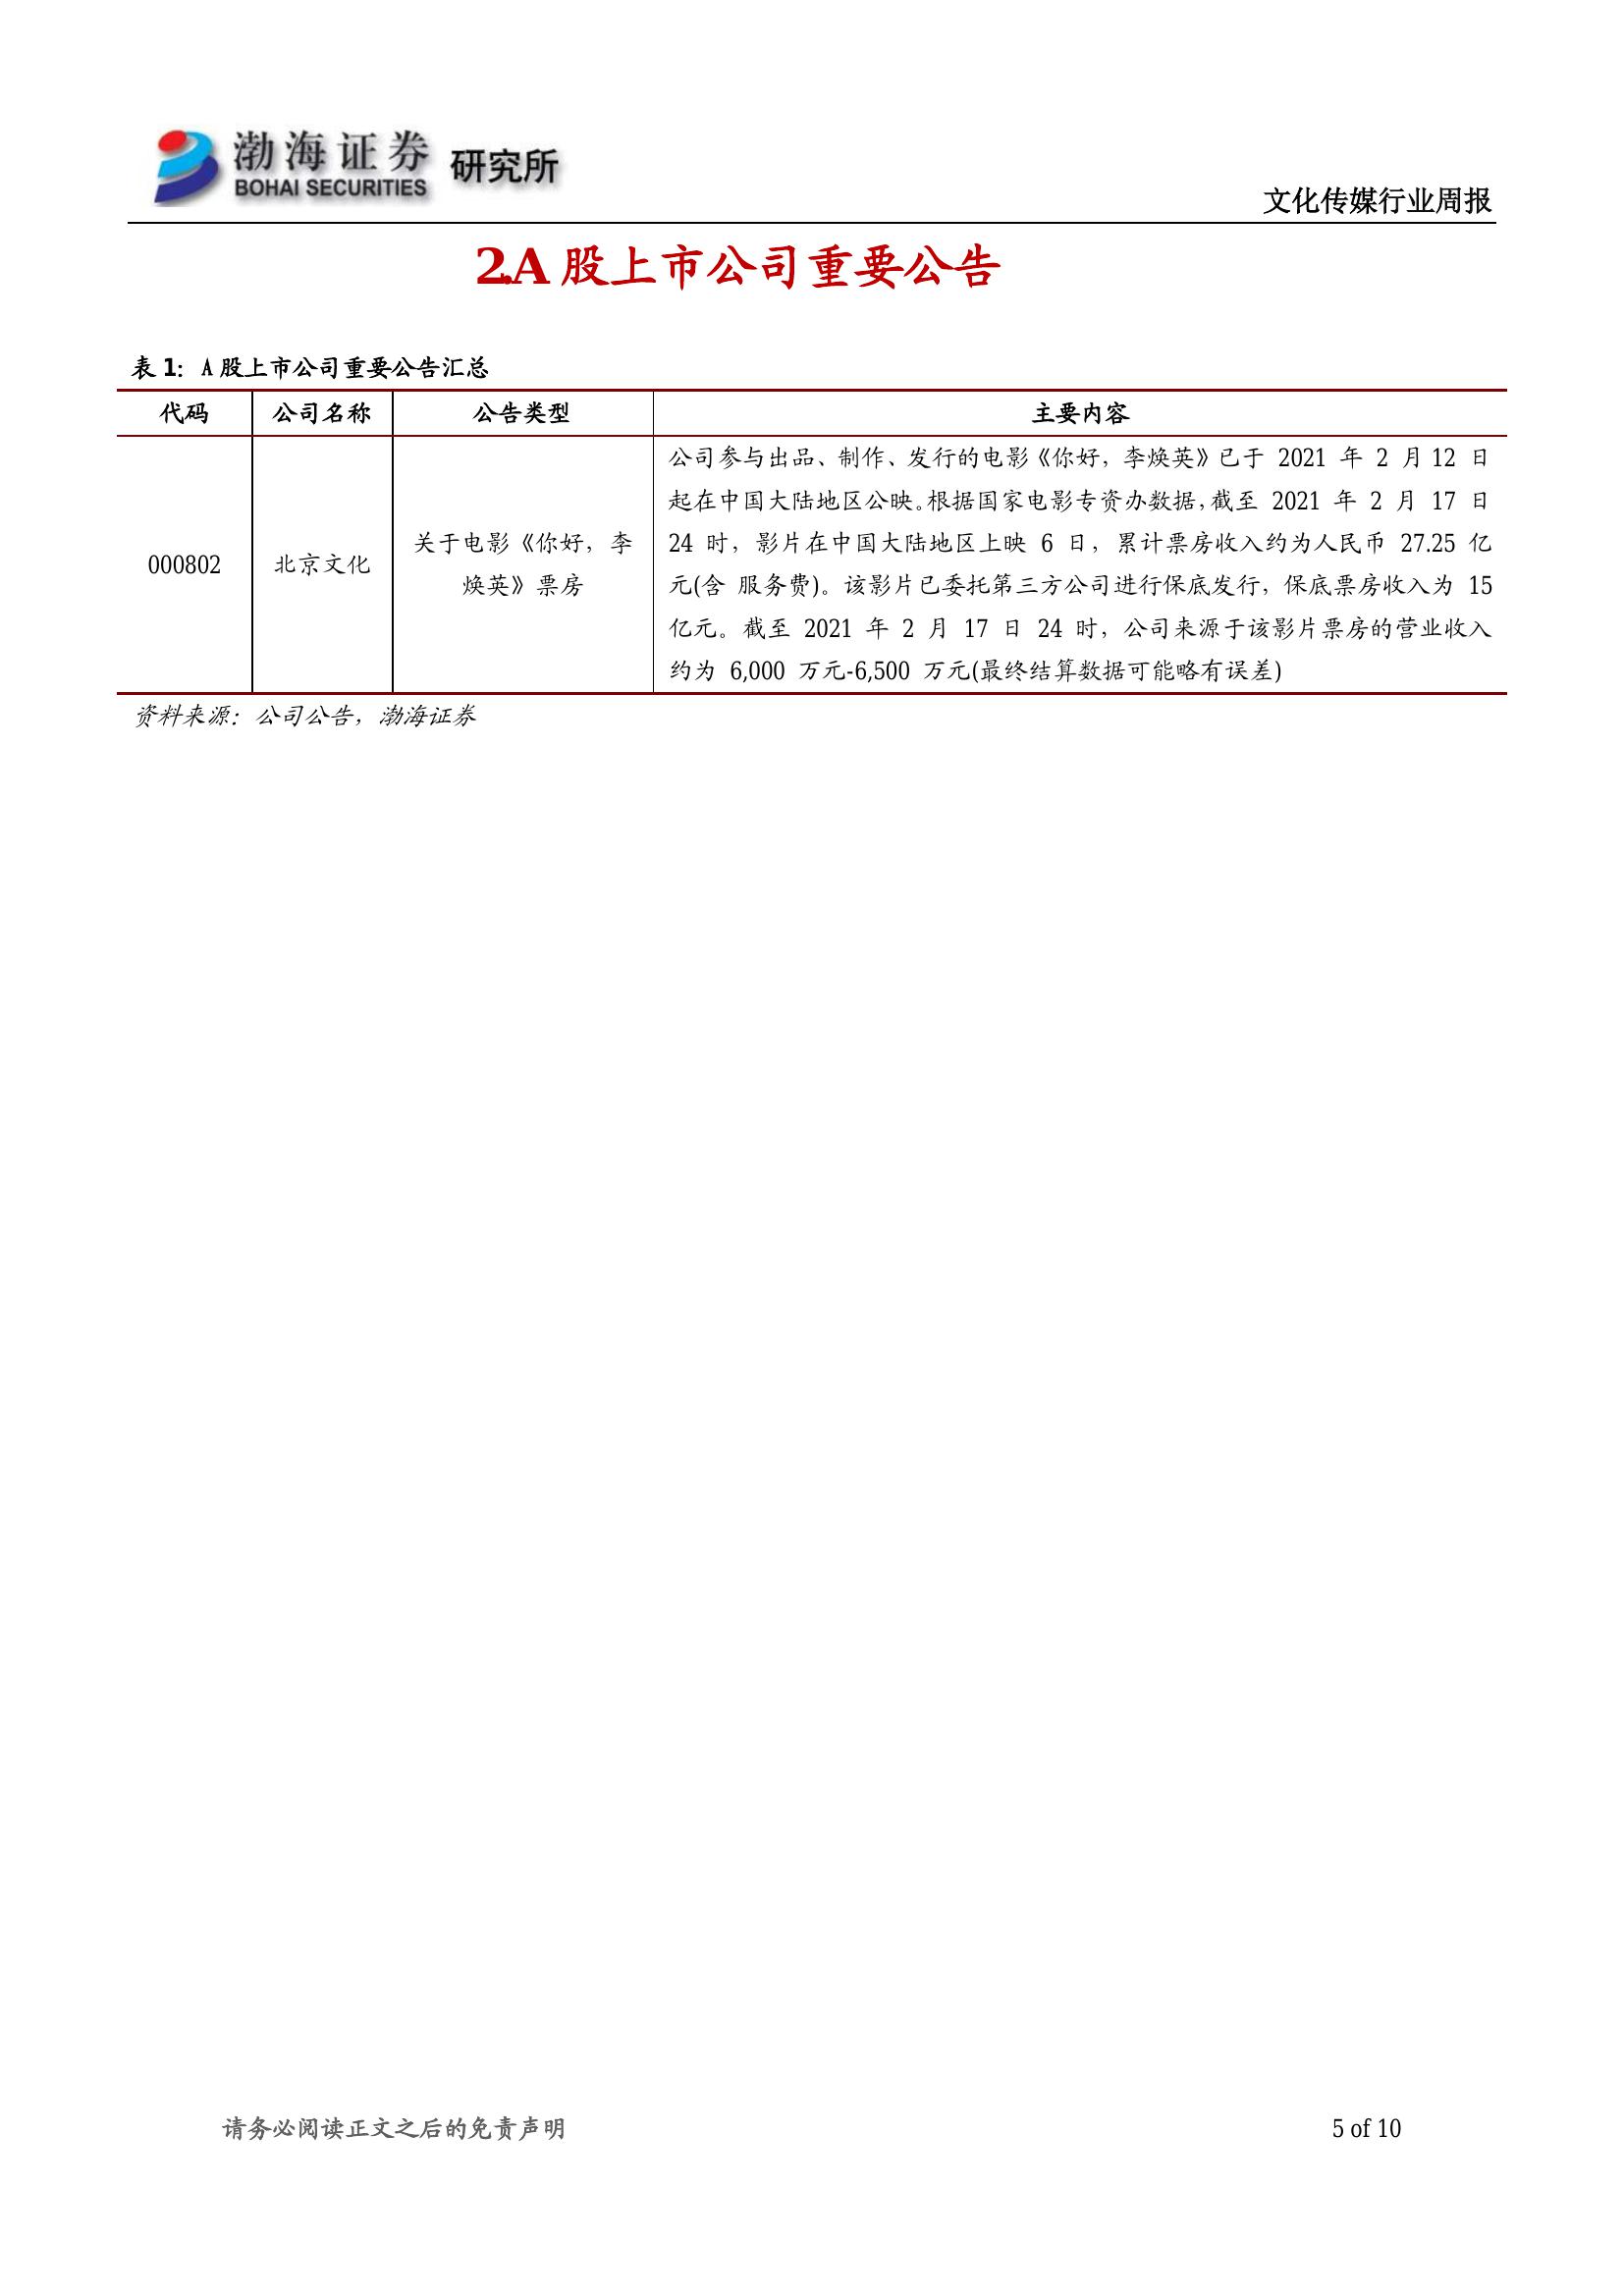 渤海证券 研究所
BOHAI SECURITIES
文化传媒行业周报
2.A 股上市公司重要公告
表 1：A 股上市公司重要公告汇总
代码 公司名称 公告类型 主要内容
000802 北京文化 关于电影《你好，李
焕英》票房
公司参与出品、制作、发行的电影《你好，李焕英》已于 2021 年 2 月 12 日
起在中国大陆地区公映。根据国家电影专资办数据，截至 2021 年 2 月 17 日
24 时，影片在中国大陆地区上映 6 日，累计票房收入约为人民币 27.25 亿
元(含 服务费)。该影片已委托第三方公司进行保底发行，保底票房收入为 15
亿元。截至 2021 年 2 月 17 日 24 时，公司来源于该影片票房的营业收入
约为 6,000 万元-6,500 万元(最终结算数据可能略有误差)
资料来源：公司公告，渤海证券
请务必阅读正文之后的免责声明
5 of 10